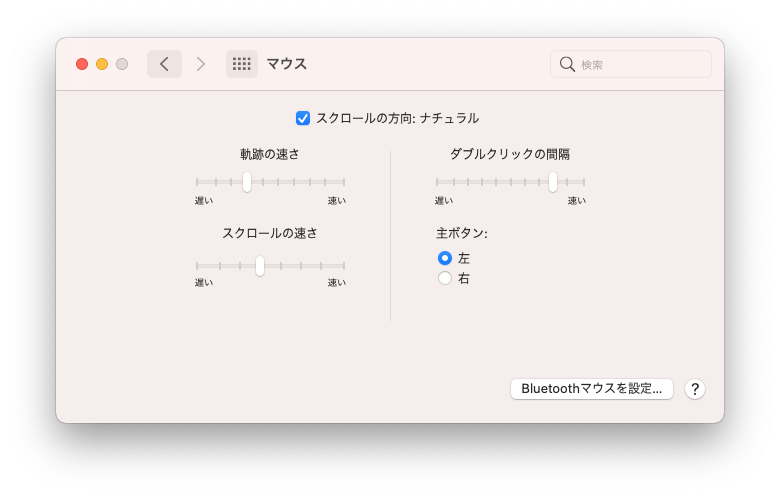 マウス
検索
スクロールの方向: ナチュラル
軌跡の速さ
遅い
速い
スクロールの速さ
遅い
速い
ダブルクリックの間隔
遅い
速い
主ボタン:
左
右
Bluetoothマウスを設定...
?